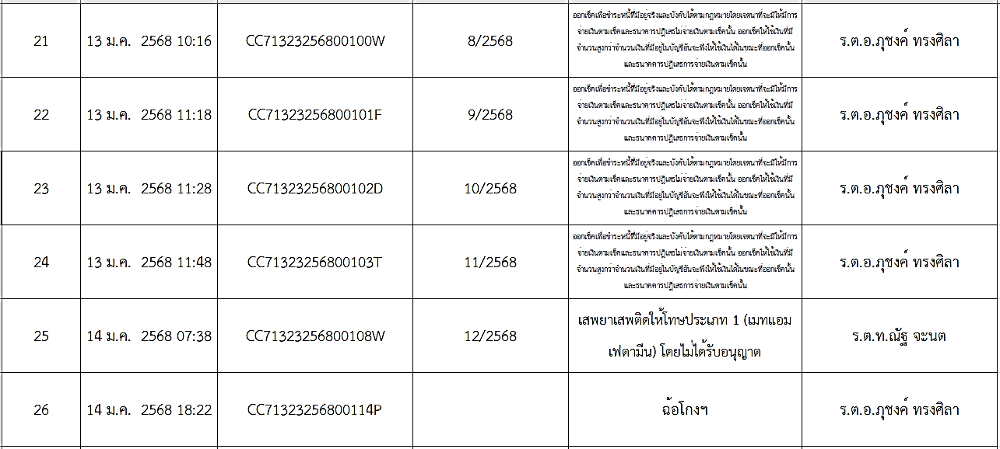 21 13 ม.ค. 2568 10:16 CC71323256800100W 8/2568 ออกเช็คเพื่อชำระหนี้ที่มีอยู่จริงและบังคับได้ตามกฎหมายโดยเจตนาที่จะมิให้มีการ
จ่ายเงินตามเช็คและธนาคารปฏิเสธไม่จ่ายเงินตามเช็คนั้น ออกเช็คให้ใช้เงินที่มี
จำนวนสูงกว่าจำนวนเงินที่มีอยู่ในบัญชีอันจะพึงให้ใช้เงินได้ในขณะที่ออกเช็คนั้น
และธนาคคารปฏิเสธการจ่ายเงินตามเช็คนั้น ร.ต.อ.ภุชงค์ ทรงศิลา
22 13 ม.ค. 2568 11:18 CC71323256800101F 9/2568 ออกเช็คเพื่อชำระหนี้ที่มีอยู่จริงและบังคับได้ตามกฎหมายโดยเจตนาที่จะมิให้มีการ
จ่ายเงินตามเช็คและธนาคารปฏิเสธไม่จ่ายเงินตามเช็คนั้น ออกเช็คให้ใช้เงินที่มี
จำนวนสูงกว่าจำนวนเงินที่มีอยู่ในบัญชีอันจะพึงให้ใช้เงินได้ในขณะที่ออกเช็คนั้น
และธนาคคารปฏิเสธการจ่ายเงินตามเช็คนั้น ร.ต.อ.ภุชงค์ ทรงศิลา
23 13 ม.ค. 2568 11:28 CC71323256800102D 10/2568 ออกเช็คเพื่อชำระหนี้ที่มีอยู่จริงและบังคับได้ตามกฎหมายโดยเจตนาที่จะมิให้มีการ
จ่ายเงินตามเช็คและธนาคารปฏิเสธไม่จ่ายเงินตามเช็คนั้น ออกเช็คให้ใช้เงินที่มี
จำนวนสูงกว่าจำนวนเงินที่มีอยู่ในบัญชีอันจะพึงให้ใช้เงินได้ในขณะที่ออกเช็คนั้น
และธนาคคารปฏิเสธการจ่ายเงินตามเช็คนั้น ร.ต.อ.ภุชงค์ ทรงศิลา
24 13 ม.ค. 2568 11:48 CC71323256800103T 11/2568 ออกเช็คเพื่อชำระหนี้ที่มีอยู่จริงและบังคับได้ตามกฎหมายโดยเจตนาที่จะมิให้มีการ
จ่ายเงินตามเช็คและธนาคารปฏิเสธไม่จ่ายเงินตามเช็คนั้น ออกเช็คให้ใช้เงินที่มี
จำนวนสูงกว่าจำนวนเงินที่มีอยู่ในบัญชีอันจะพึงให้ใช้เงินได้ในขณะที่ออกเช็คนั้น
และธนาคคารปฏิเสธการจ่ายเงินตามเช็คนั้น ร.ต.อ.ภุชงค์ ทรงศิลา
25 14 ม.ค. 2568 07:38 CC71323256800108W 12/2568 เสพยาเสพติดให้โทษประเภท 1 (เมทแอม
เฟตามีน) โดยไม่ได้รับอนุญาต ร.ต.ท.ณัฐ จะนต
26 14 ม.ค. 2568 18:22 CC71323256800114P ฉ้อโกงฯ ร.ต.อ.ภุชงค์ ทรงศิลา